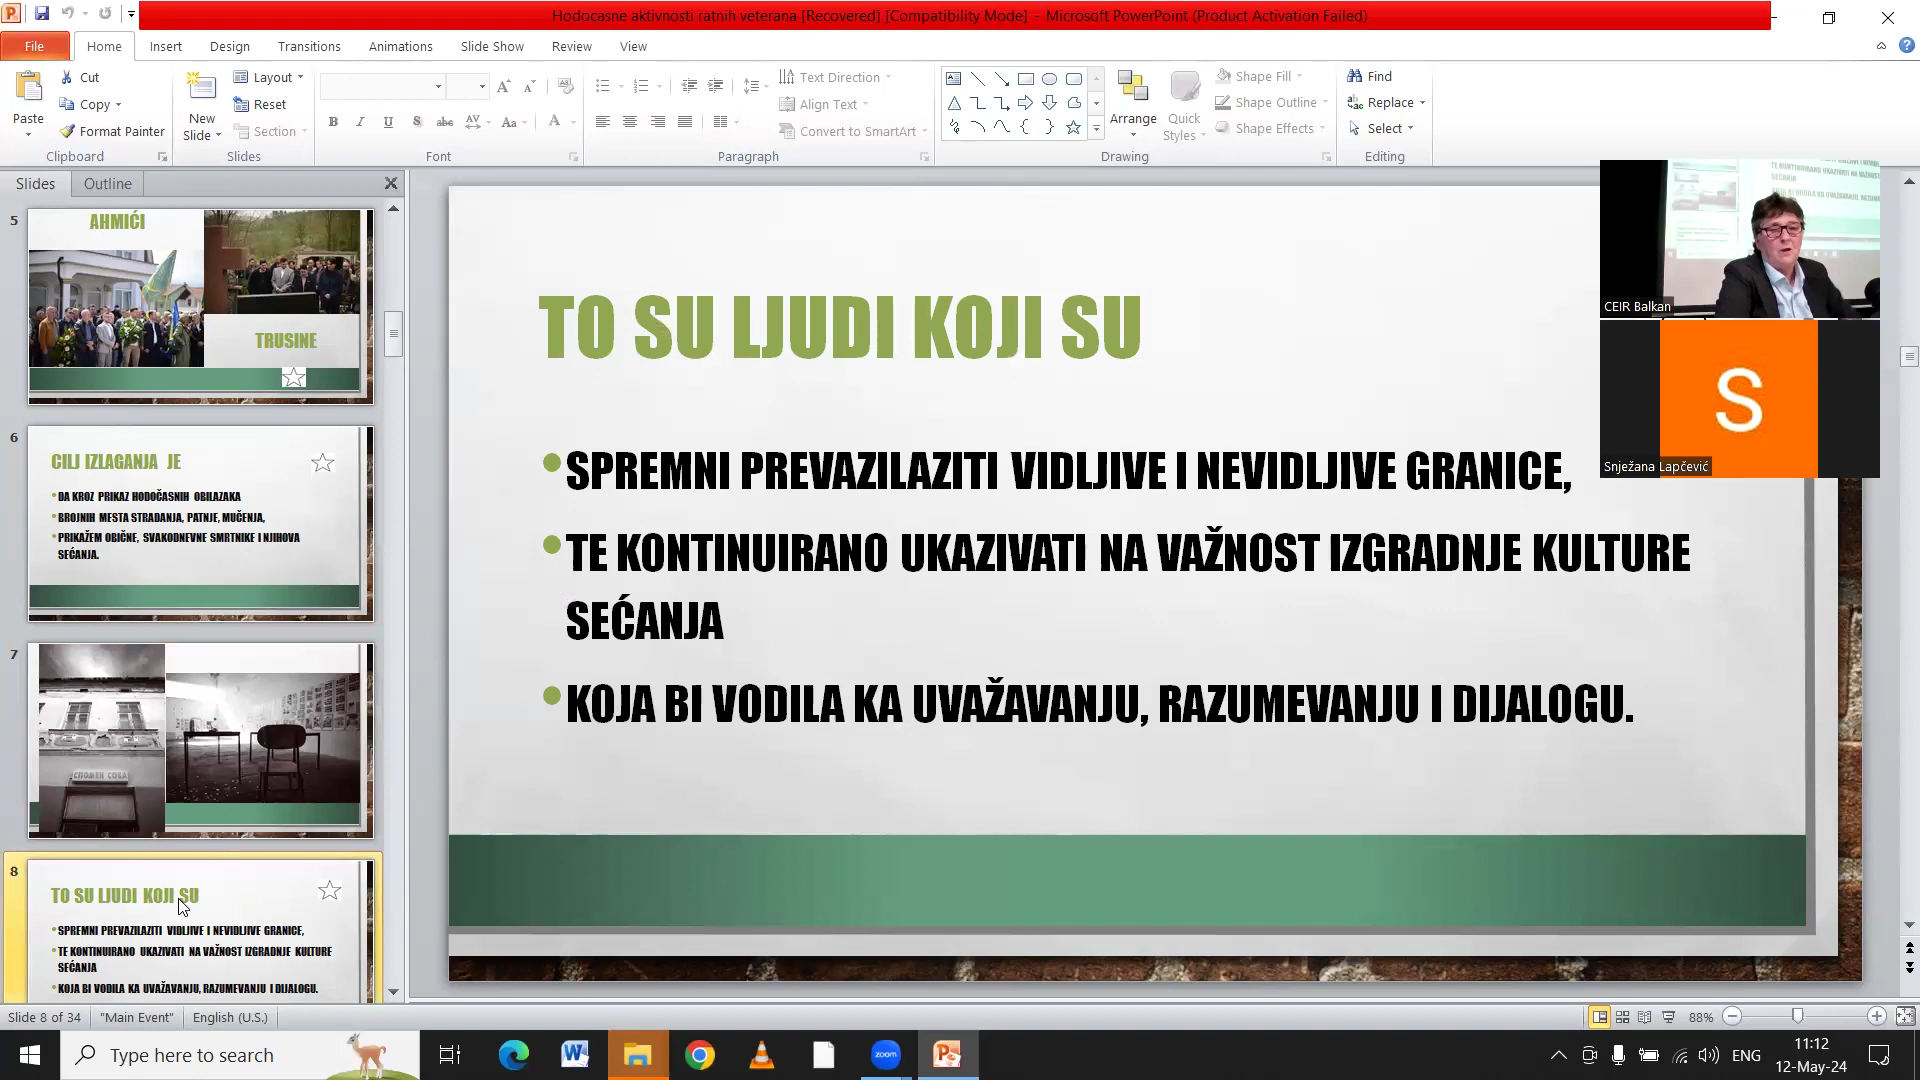 Hodocasne aktivnosti ratnih veterana [Recovered] [Compatibility Mode] - Microsoft PowerPoint (Product Activation Failed)
File Home Insert Design Transitions Animations Slide Show Review View
Paste
Cut
Copy
Format Painter
Clipboard
New
Slide
Layout
Reset
Section
Slides
Font
Text Direction
Align Text
Convert to SmartArt
Paragraph
Arrange
Quick
Styles
Shape Fill
Shape Outline
Shape Effects
Drawing
Find
Replace
Select
Editing
Slides Outline
5
AHMIĆI
TRUSINE
6
CILJ IZLAGANJA JE
DA KROZ PRIKAZ HODOČASNIH OBILAZAKA
BROJNIH MESTA STRADANJA, PATNJE, MUČENJA,
PRIKAŽEM OBIČNE, SVAKODNEVNE SMRTNIKE I NJIHOVA
SEĆANJA.
7
СПОМЕН СОБА
8
TO SU LJUDI KOJI SU
SPREMNI PREVAZILAZITI VIDLJIVE I NEVIDLJIVE GRANICE,
TE KONTINUIRANO UKAZIVATI NA VAŽNOST IZGRADNJE KULTURE
SEĆANJA
KOJA BI VODILA KA UVAŽAVANJU, RAZUMEVANJU I DIJALOGU.
TO SU LJUDI KOJI SU
SPREMNI PREVAZILAZITI VIDLJIVE I NEVIDLJIVE GRANICE,
TE KONTINUIRANO UKAZIVATI NA VAŽNOST IZGRADNJE KULTURE
SEĆANJA
KOJA BI VODILA KA UVAŽAVANJU, RAZUMEVANJU I DIJALOGU.
CEIR Balkan
S
Snježana Lapčević
Slide 8 of 34 "Main Event" English (U.S.)
88%
Type here to search
zoom
ENG
11:12
12-May-24